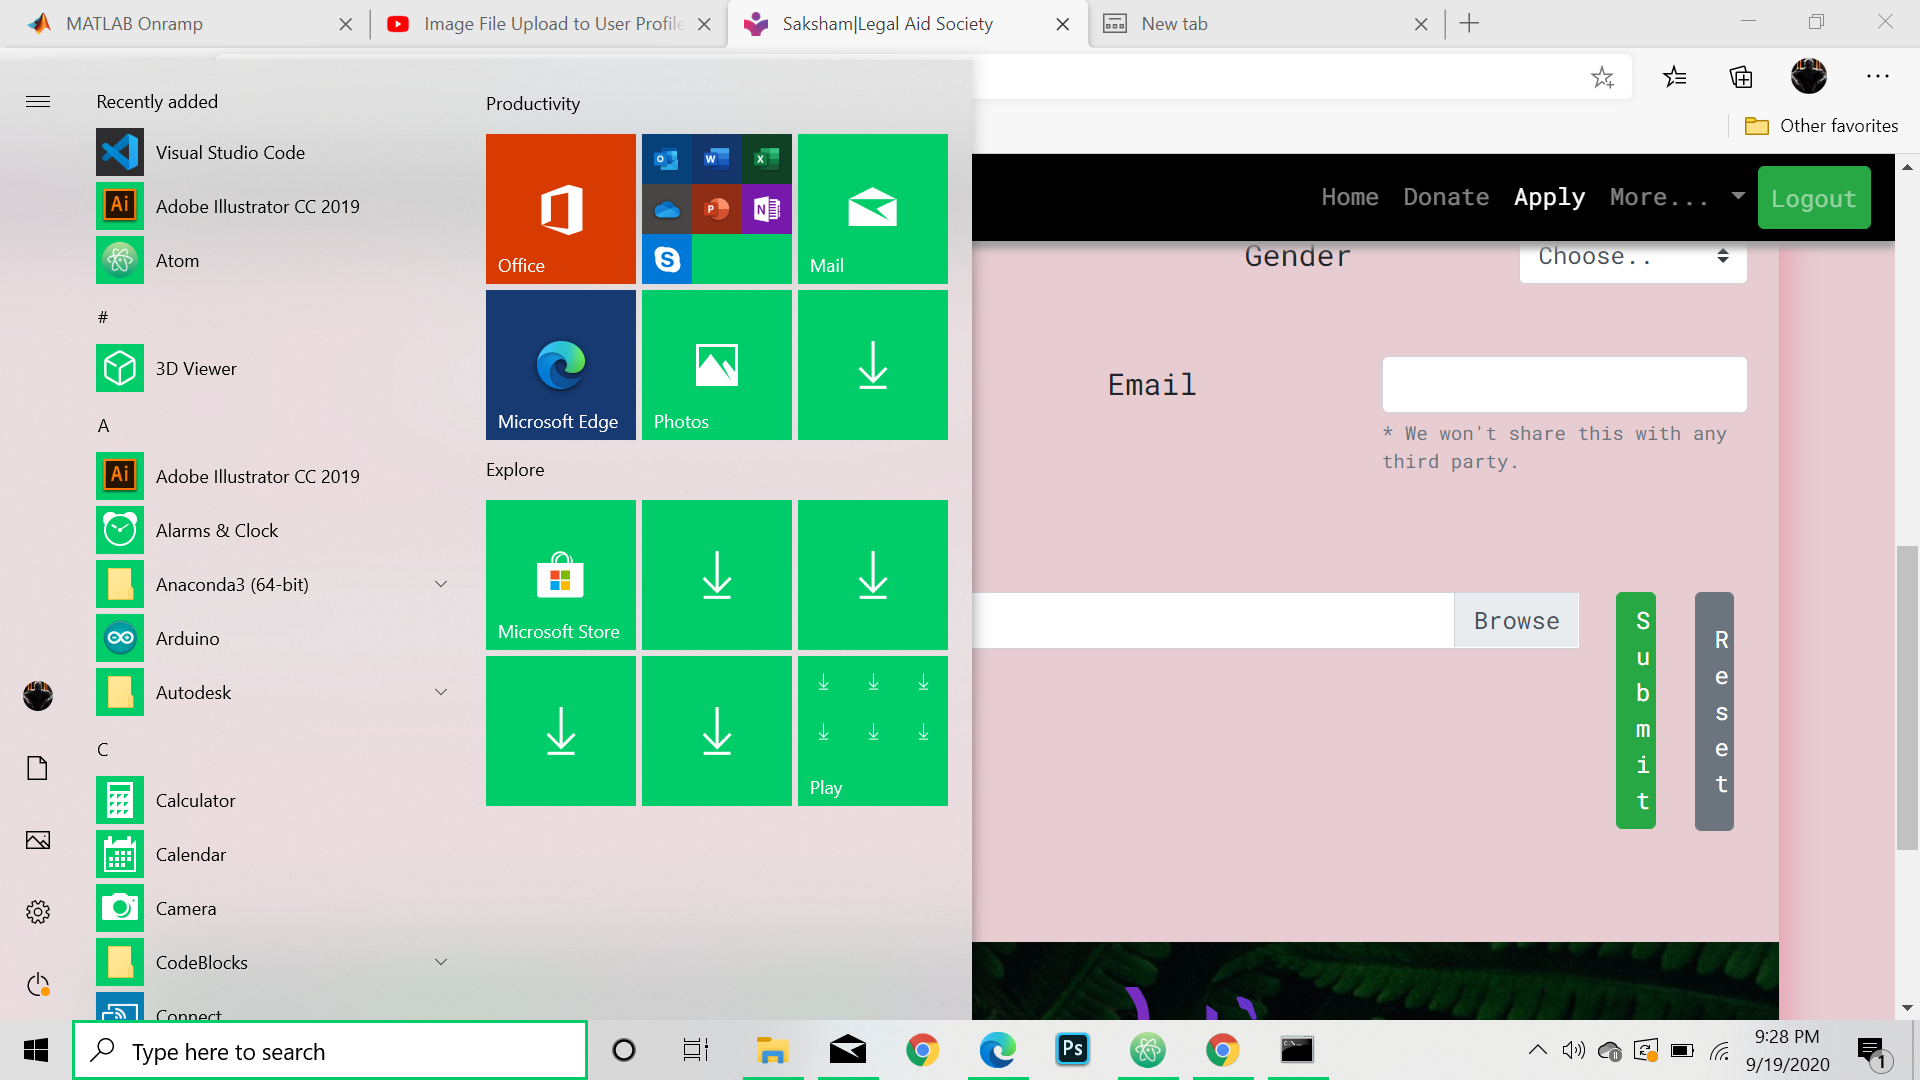 MATLAB Onramp
Image File Upload to User Profile
Saksham|Legal Aid Society
New tab
Other favorites
Recently added
Visual Studio Code
Adobe Illustrator CC 2019
Atom
#
3D Viewer
A
Adobe Illustrator CC 2019
Alarms & Clock
Anaconda3 (64-bit)
Arduino
Autodesk
C
Calculator
Calendar
Camera
CodeBlocks
Connect
Productivity
Office
Mail
Microsoft Edge
Photos
Explore
Microsoft Store
Play
Home
Donate
Apply
More...
Logout
Gender
Choose..
Email
* We won't share this with any
third party.
Browse
Submit
Reset
Type here to search
Ps
9:28 PM
9/19/2020
1